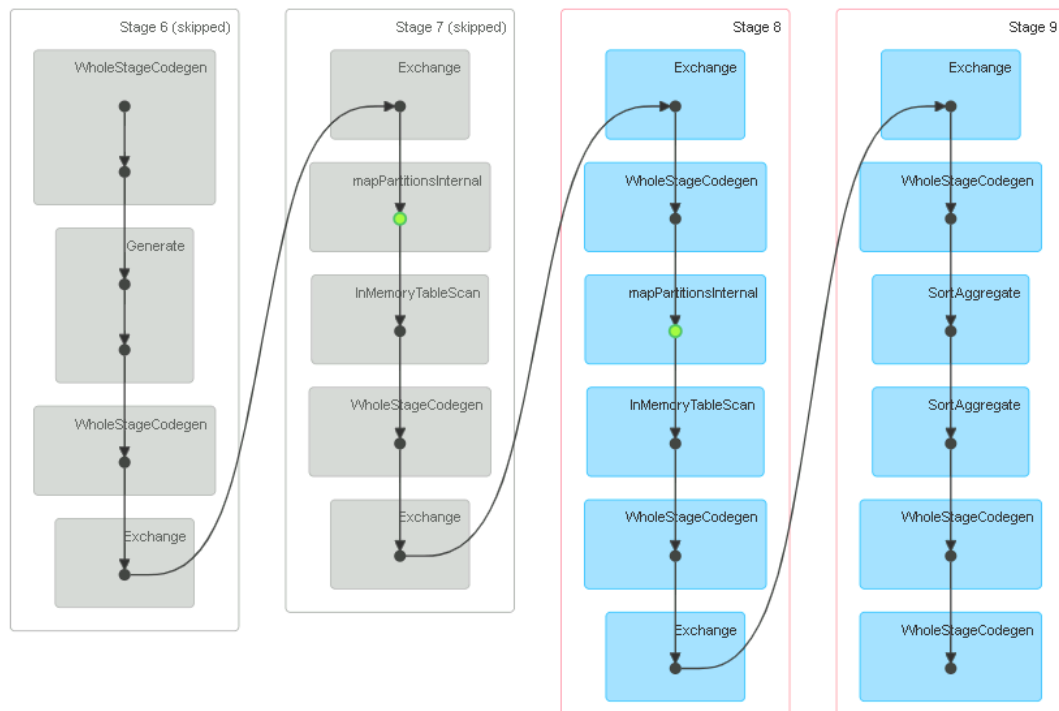 Stage 6 (skipped)
WholeStageCodegen
Generate
WholeStageCodegen
Exchange
Stage 7 (skipped)
Exchange
mapPartitionsInternal
InMemoryTableScan
WholeStageCodegen
Exchange
Stage 8
Exchange
WholeStageCodegen
mapPartitionsInternal
InMemoryTableScan
WholeStageCodegen
Exchange
Stage 9
Exchange
WholeStageCodegen
SortAggregate
SortAggregate
WholeStageCodegen
WholeStageCodegen